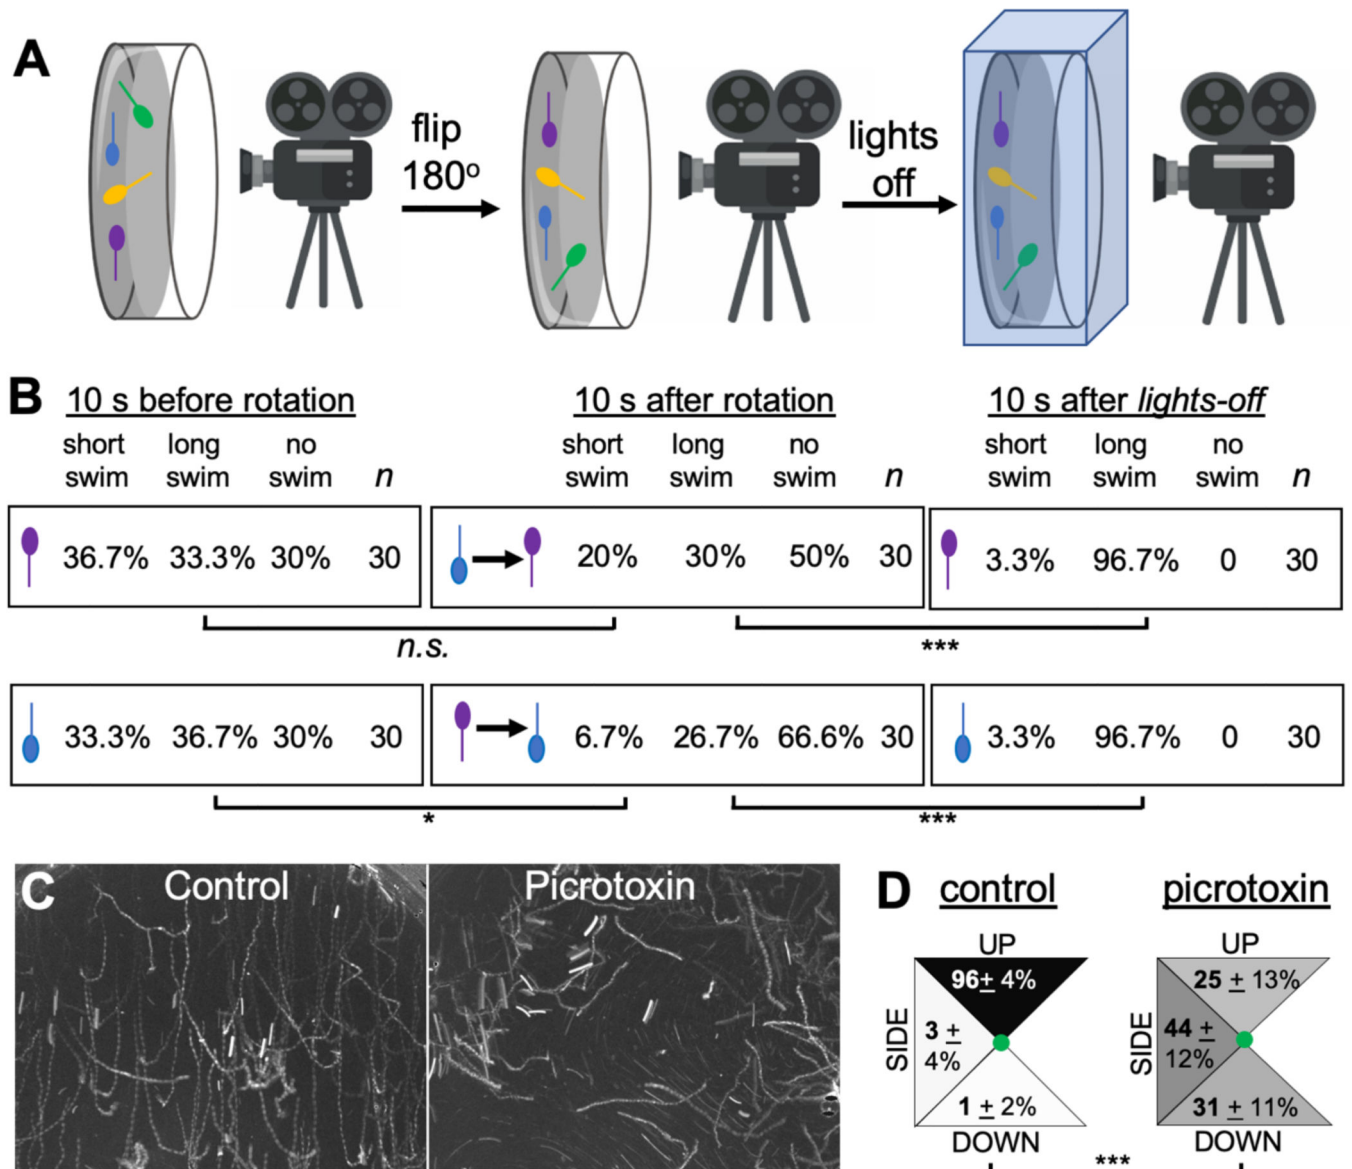 A
flip
180º
lights
off
B
10 s before rotation
10 s after rotation
10 s after lights-off
short long no
swim swim swim n
short long no
swim swim swim n
short long no
swim swim swim n
36.7% 33.3% 30% 30
20% 30% 50% 30
3.3% 96.7% 0 30
n.s.
***
33.3% 36.7% 30% 30
6.7% 26.7% 66.6% 30
3.3% 96.7% 0 30
*
***
C
Control
Picrotoxin
D
control
picrotoxin
UP
96 ± 4%
SIDE
3 ±
4%
1 ± 2%
DOWN
UP
25 ± 13%
SIDE
44 ±
12%
31 ± 11%
DOWN
***